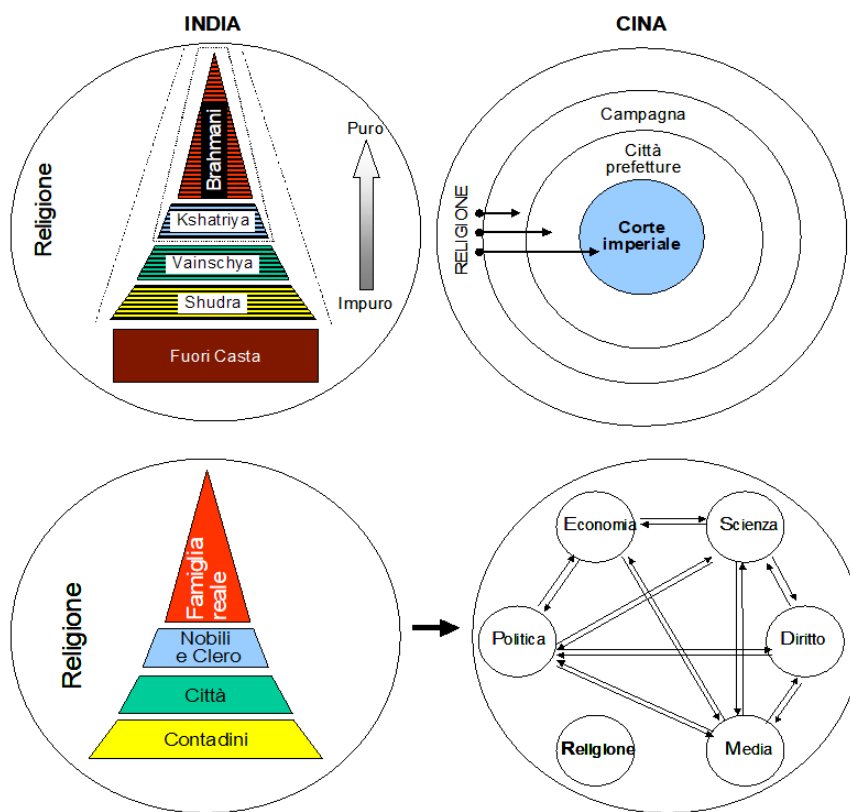 INDIA
CINA
Religione
Brahmani
Kshatriya
Vainschya
Shudra
Fuori Casta
Puro
Impuro
Campagna
Città
prefetture
Corte
imperiale
RELIGIONE
Religione
Famiglia
reale
Nobili
e Clero
Città
Contadini
Economia
Scienza
Politica
Diritto
Religione
Media